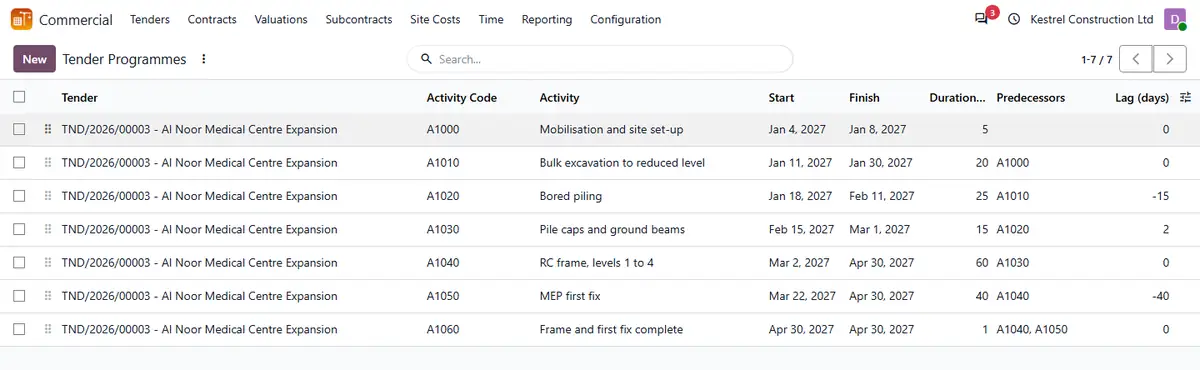 Commercial Tenders Contracts Valuations Subcontracts Site Costs Time Reporting Configuration 3 Kestrel Construction Ltd D
New Tender Programmes Search... 1-7 / 7
Tender Activity Code Activity Start Finish Duration... Predecessors Lag (days)
TND/2026/00003 - Al Noor Medical Centre Expansion A1000 Mobilisation and site set-up Jan 4, 2027 Jan 8, 2027 5 0
TND/2026/00003 - Al Noor Medical Centre Expansion A1010 Bulk excavation to reduced level Jan 11, 2027 Jan 30, 2027 20 A1000 0
TND/2026/00003 - Al Noor Medical Centre Expansion A1020 Bored piling Jan 18, 2027 Feb 11, 2027 25 A1010 -15
TND/2026/00003 - Al Noor Medical Centre Expansion A1030 Pile caps and ground beams Feb 15, 2027 Mar 1, 2027 15 A1020 2
TND/2026/00003 - Al Noor Medical Centre Expansion A1040 RC frame, levels 1 to 4 Mar 2, 2027 Apr 30, 2027 60 A1030 0
TND/2026/00003 - Al Noor Medical Centre Expansion A1050 MEP first fix Mar 22, 2027 Apr 30, 2027 40 A1040 -40
TND/2026/00003 - Al Noor Medical Centre Expansion A1060 Frame and first fix complete Apr 30, 2027 Apr 30, 2027 1 A1040, A1050 0